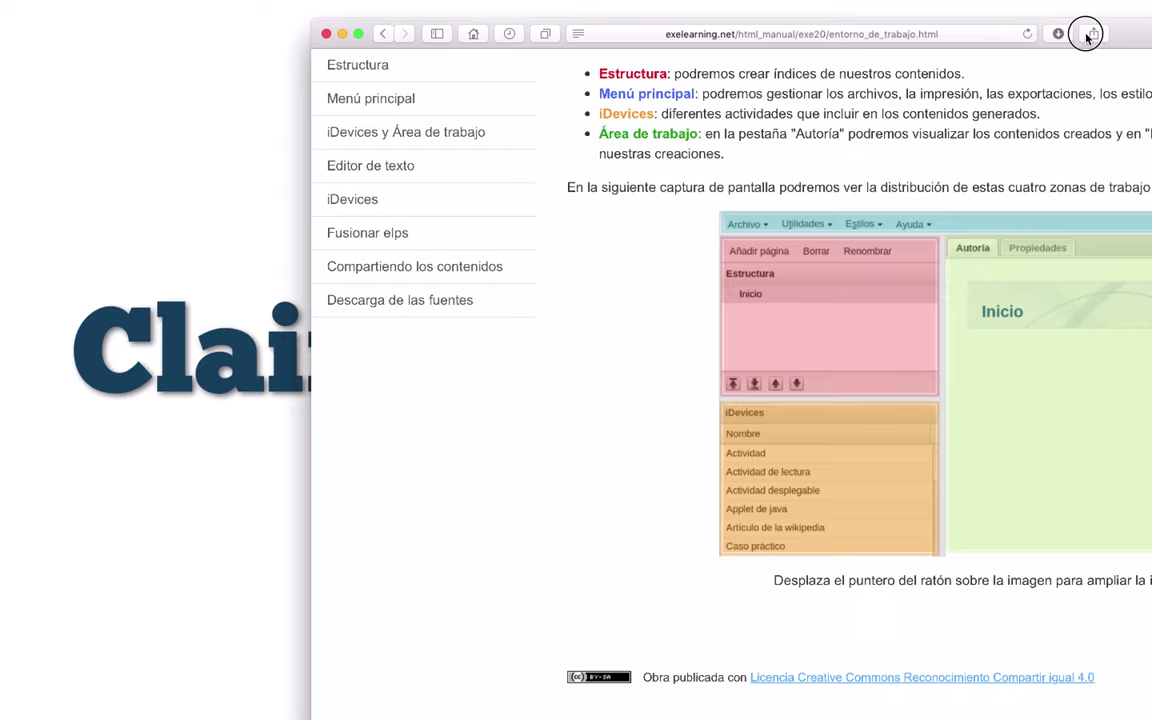 exelearning.net/html_manual/exe20/entorno_de_trabajo.html
Estructura
Menú principal
iDevices y Área de trabajo
Editor de texto
iDevices
Fusionar elps
Compartiendo los contenidos
Descarga de las fuentes
Estructura: podremos crear índices de nuestros contenidos.
Menú principal: podremos gestionar los archivos, la impresión, las exportaciones, los estilo
iDevices: diferentes actividades que incluir en los contenidos generados.
Área de trabajo: en la pestaña "Autoría" podremos visualizar los contenidos creados y en "
nuestras creaciones.
En la siguiente captura de pantalla podremos ver la distribución de estas cuatro zonas de trabajo
Archivo Utilidades Estilos Ayuda
Añadir página Borrar Renombrar
Estructura
Inicio
iDevices
Nombre
Actividad
Actividad de lectura
Actividad desplegable
Applet de java
Artículo de la wikipedia
Caso práctico
Autoría Propiedades
Inicio
Desplaza el puntero del ratón sobre la imagen para ampliar la
(cc) BY-SA Obra publicada con Licencia Creative Commons Reconocimiento Compartir igual 4.0
Clai